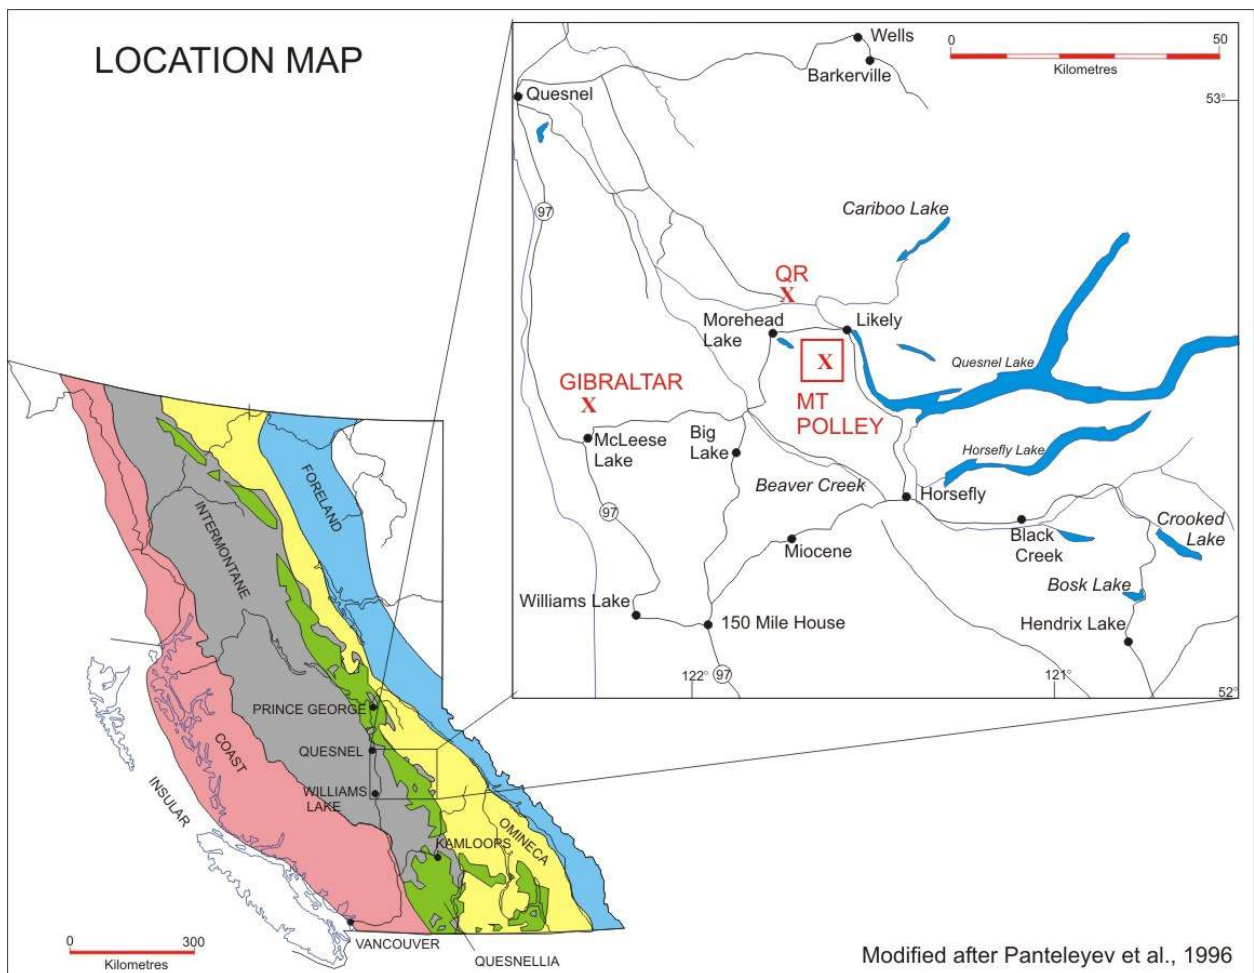 LOCATION MAP
0
50
Kilometres
Wells
Barkerville
Quesnel
53°
97
Cariboo Lake
QR
X
Morehead
Lake
Likely
X
Quesnel Lake
GIBRALTAR
X
MT
POLLEY
McLeese
Lake
Big
Lake
Horsefly Lake
Beaver Creek
Horsefly
97
Miocene
Black
Creek
Crooked
Lake
Bosk Lake
Williams Lake
150 Mile House
Hendrix Lake
122°
97
121°
52°
FORELAND
INTERMONTANE
PRINCE GEORGE
QUESNEL
COAST
INSULAR
WILLIAMS
LAKE
OMINECA
KAMLOOPS
VANCOUVER
QUESNELLIA
0
300
Kilometres
Modified after Panteleyev et al., 1996